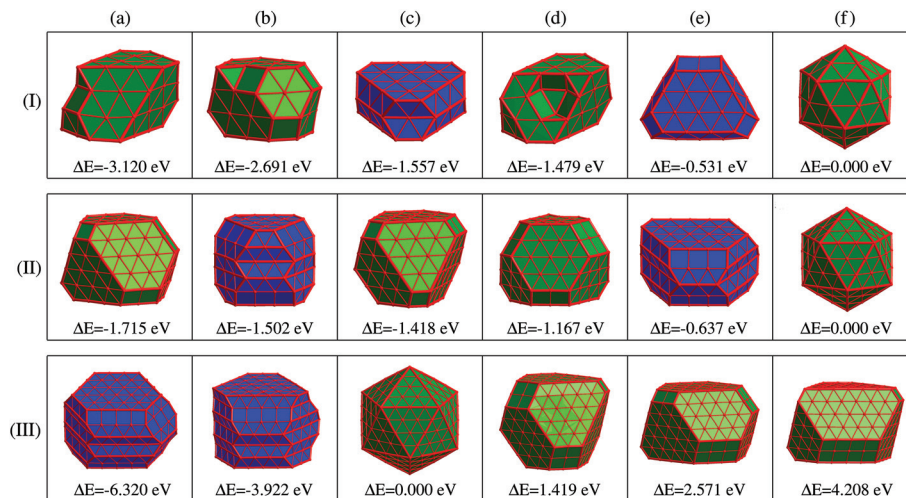 (a) (b) (c) (d) (e) (f)
(I)
ΔE=-3.120 eV ΔE=-2.691 eV ΔE=-1.557 eV ΔE=-1.479 eV ΔE=-0.531 eV ΔE=0.000 eV
(II)
ΔE=-1.715 eV ΔE=-1.502 eV ΔE=-1.418 eV ΔE=-1.167 eV ΔE=-0.637 eV ΔE=0.000 eV
(III)
ΔE=-6.320 eV ΔE=-3.922 eV ΔE=0.000 eV ΔE=1.419 eV ΔE=2.571 eV ΔE=4.208 eV